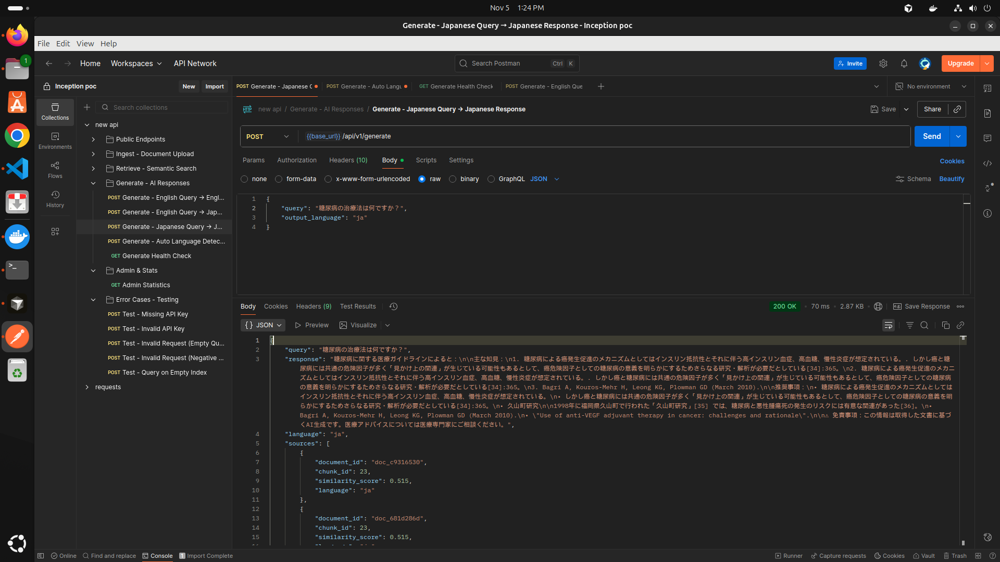 Nov 5 1:24 PM
Generate - Japanese Query → Japanese Response - Inception poc
File Edit View Help
1
Home Workspaces API Network
Search Postman Ctrl K
Invite
Upgrade
Inception poc New Import
POST Generate - Japanese C
POST Generate - Auto Langu
GET Generate Health Check
POST Generate - English Que
No environment
Collections
Environments
Flows
History
Search collections
new api
Public Endpoints
Ingest - Document Upload
Retrieve - Semantic Search
Generate - AI Responses
POST Generate - English Query → Engl...
POST Generate - English Query → Jap...
POST Generate - Japanese Query → J...
POST Generate - Auto Language Detec...
GET Generate Health Check
Admin & Stats
GET Admin Statistics
Error Cases - Testing
POST Test - Missing API Key
POST Test - Invalid API Key
POST Test - Invalid Request (Empty Qu...
POST Test - Invalid Request (Negative ...
POST Test - Query on Empty Index
requests
HTTP new api / Generate - AI Responses / Generate - Japanese Query → Japanese Response
Save Share
POST {{base_url}} /api/v1/generate
Send
Params Authorization Headers (10) Body Scripts Settings
Cookies
none form-data x-www-form-urlencoded raw binary GraphQL JSON
Schema Beautify
1 {
2 "query": "糖尿病の治療法は何ですか？",
3 "output_language": "ja"
4 }
Body Cookies Headers (9) Test Results
200 OK 70 ms 2.87 KB Save Response
{} JSON Preview Visualize
1 {
2 "query": "糖尿病の治療法は何ですか？",
3 "response": "糖尿病に関する医療ガイドラインによると：\n\n主な知見：\n1. 糖尿病による癌発生促進のメカニズムとしてはインスリン抵抗性とそれに伴う高インスリン血症、高血糖、慢性炎症が想定されている。. しかし癌と糖
尿病には共通の危険因子が多く「見かけ上の関連」が生じている可能性もあるとして、癌危険因子としての糖尿病の意義を明らかにするためさらなる研究・解析が必要だとしている[34]:365。\n2. 糖尿病による癌発生促進のメカニ
ズムとしてはインスリン抵抗性とそれに伴う高インスリン血症、高血糖、慢性炎症が想定されている。. しかし癌と糖尿病には共通の危険因子が多く「見かけ上の関連」が生じている可能性もあるとして、癌危険因子としての糖尿病
の意義を明らかにするためさらなる研究・解析が必要だとしている[34]:365。\n3. Bagri A, Kouros-Mehr H, Leong KG, Plowman GD (March 2010).\n\n推奨事項：\n• 糖尿病による癌発生促進のメカニズムとしては
インスリン抵抗性とそれに伴う高インスリン血症、高血糖、慢性炎症が想定されている。\n• しかし癌と糖尿病には共通の危険因子が多く「見かけ上の関連」が生じている可能性もあるとして、癌危険因子としての糖尿病の意義を明
らかにするためさらなる研究・解析が必要だとしている[34]:365。\n• 久山町研究\n\n1998年に福岡県久山町で行われた「久山町研究」[35] では、糖尿病と悪性腫瘍死の発生のリスクには有意な関連があった[36]。\n•
Bagri A, Kouros-Mehr H, Leong KG, Plowman GD (March 2010).\n• \"Use of anti-VEGF adjuvant therapy in cancer: challenges and rationale\".\n\n⚠ 免責事項：この情報は取得した文書に基づ
くAI生成です。医療アドバイスについては医療専門家にご相談ください。",
4 "language": "ja",
5 "sources": [
6 {
7 "document_id": "doc_c9316530",
8 "chunk_id": 23,
9 "similarity_score": 0.515,
10 "language": "ja"
11 },
12 {
13 "document_id": "doc_681d286d",
14 "chunk_id": 23,
15 "similarity_score": 0.515,
Online Find and replace Console 1 Import Complete
Runner Capture requests Cookies Vault Trash